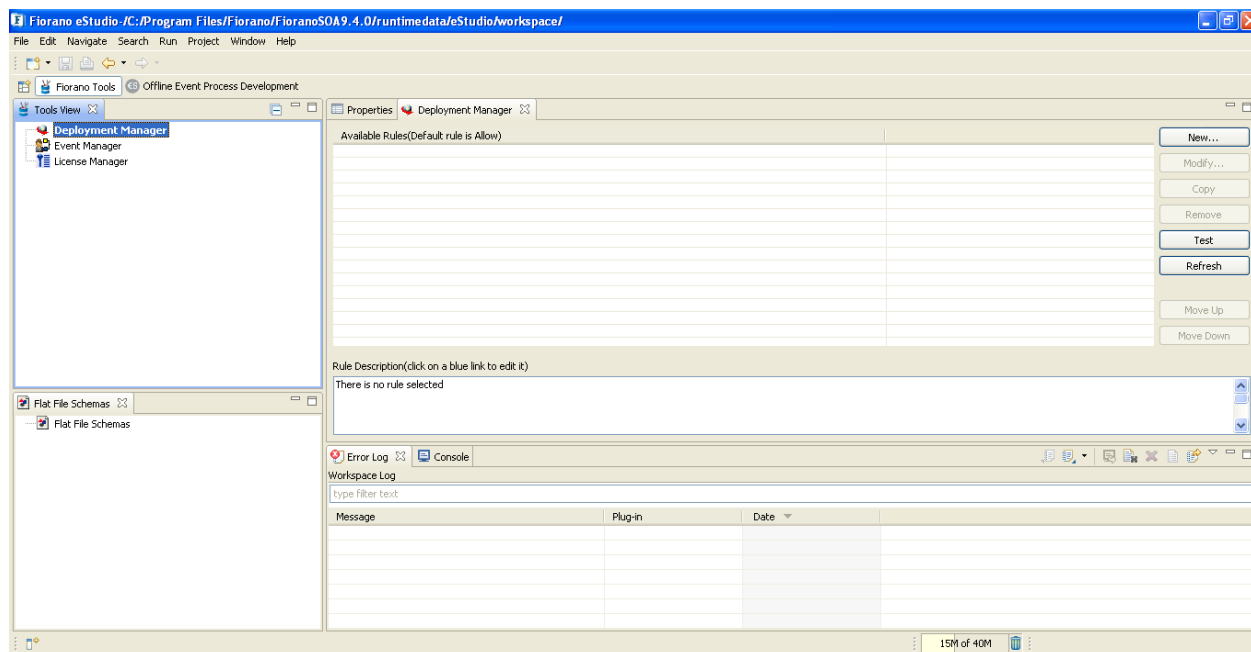 Fiorano eStudio-/C:/Program Files/Fiorano/FioranoSOA9.4.0/runtimedata/eStudio/workspace/
File Edit Navigate Search Run Project Window Help
Fiorano Tools Offline Event Process Development
Tools View
Deployment Manager
Event Manager
License Manager
Flat File Schemas
Flat File Schemas
Properties Deployment Manager
Available Rules(Default rule is Allow)
New...
Modify...
Copy
Remove
Test
Refresh
Move Up
Move Down
Rule Description(click on a blue link to edit it)
There is no rule selected
Error Log Console
Workspace Log
type filter text
Message Plug-in Date
15M of 40M